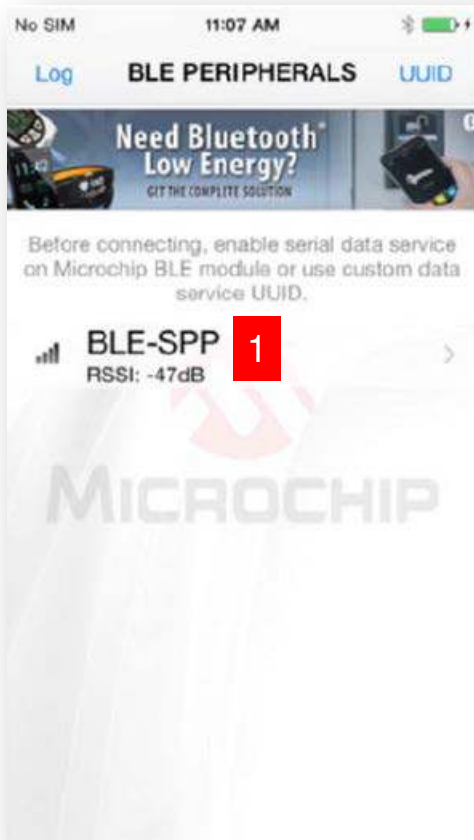 No SIM 11:07 AM
Log BLE PERIPHERALS UUID
Need Bluetooth®
Low Energy?
GET THE COMPLETE SOLUTION
Before connecting, enable serial data service
on Microchip BLE module or use custom data
service UUID.
BLE-SPP 1
RSSI: -47dB
MICROCHIP